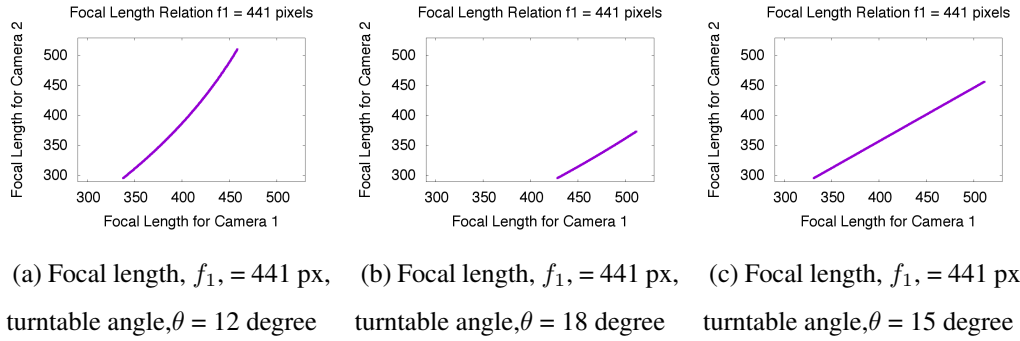 Focal Length Relation f1 = 441 pixels
Focal Length for Camera 2
500
450
400
350
300
300 350 400 450 500
Focal Length for Camera 1
Focal Length Relation f1 = 441 pixels
Focal Length for Camera 2
500
450
400
350
300
300 350 400 450 500
Focal Length for Camera 1
Focal Length Relation f1 = 441 pixels
Focal Length for Camera 2
500
450
400
350
300
300 350 400 450 500
Focal Length for Camera 1
(a) Focal length, f₁, = 441 px,
turntable angle,θ = 12 degree
(b) Focal length, f₁, = 441 px,
turntable angle,θ = 18 degree
(c) Focal length, f₁, = 441 px
turntable angle,θ = 15 degree